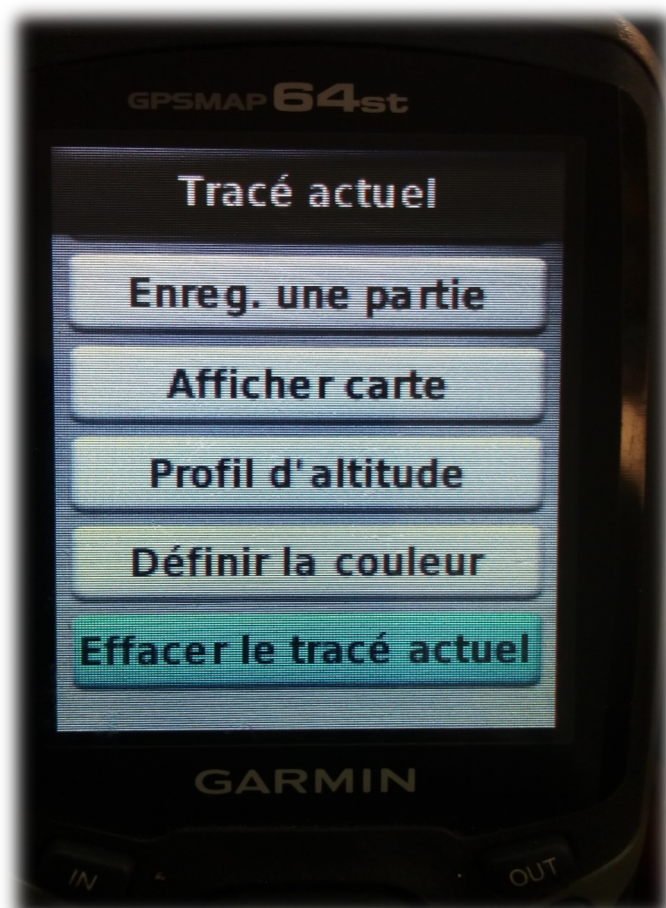 GPSMAP 64st
Tracé actuel
Enreg. une partie
Afficher carte
Profil d'altitude
Définir la couleur
Effacer le tracé actuel
GARMIN
IN
OUT